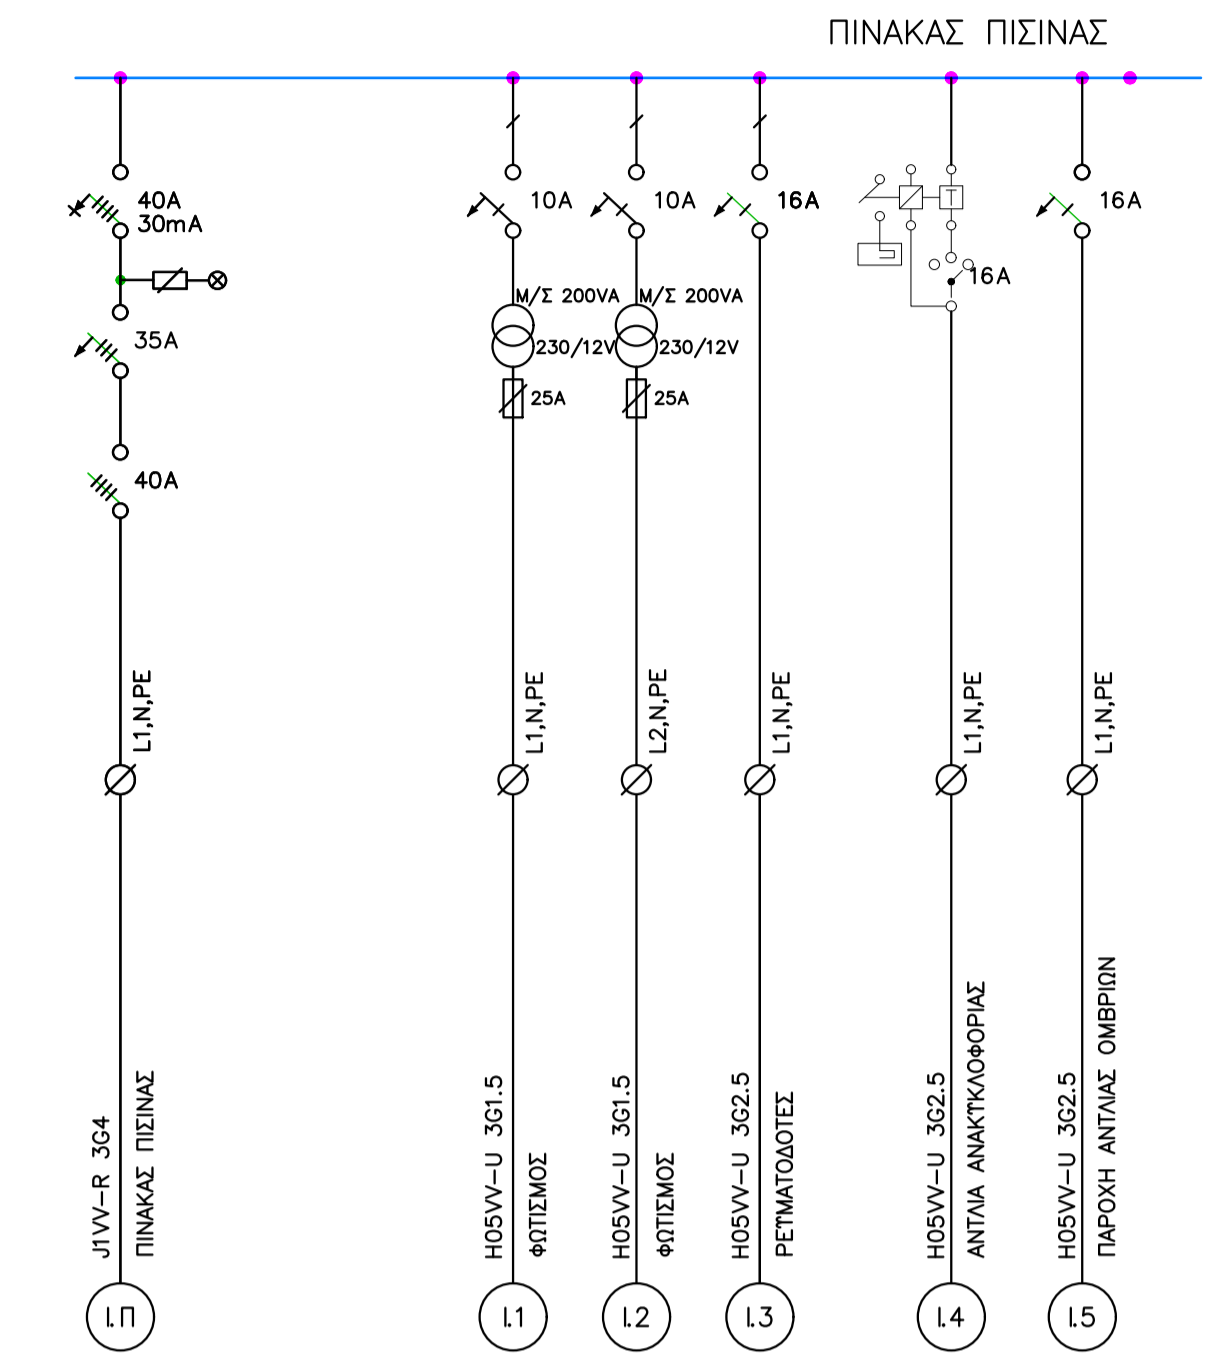 ΠΙΝΑΚΑΣ ΠΙΣΙΝΑΣ
40A
30mA
35A
40A
L1,N,PE
J1VV-R 3G4
ΠΙΝΑΚΑΣ ΠΙΣΙΝΑΣ
Ι.Π
10A
Μ/Σ 200VA
230/12V
25A
L1,N,PE
H05VV-U 3G1.5
ΦΩΤΙΣΜΟΣ
Ι.1
10A
Μ/Σ 200VA
230/12V
25A
L2,N,PE
H05VV-U 3G1.5
ΦΩΤΙΣΜΟΣ
Ι.2
16A
L1,N,PE
H05VV-U 3G2.5
ΡΕΥΜΑΤΟΔΟΤΕΣ
Ι.3
T
16A
L1,N,PE
H05VV-U 3G2.5
ΑΝΤΛΙΑ ΑΝΑΚΥΚΛΟΦΟΡΙΑΣ
Ι.4
16A
L1,N,PE
H05VV-U 3G2.5
ΠΑΡΟΧΗ ΑΝΤΛΙΑΣ ΟΜΒΡΙΩΝ
Ι.5